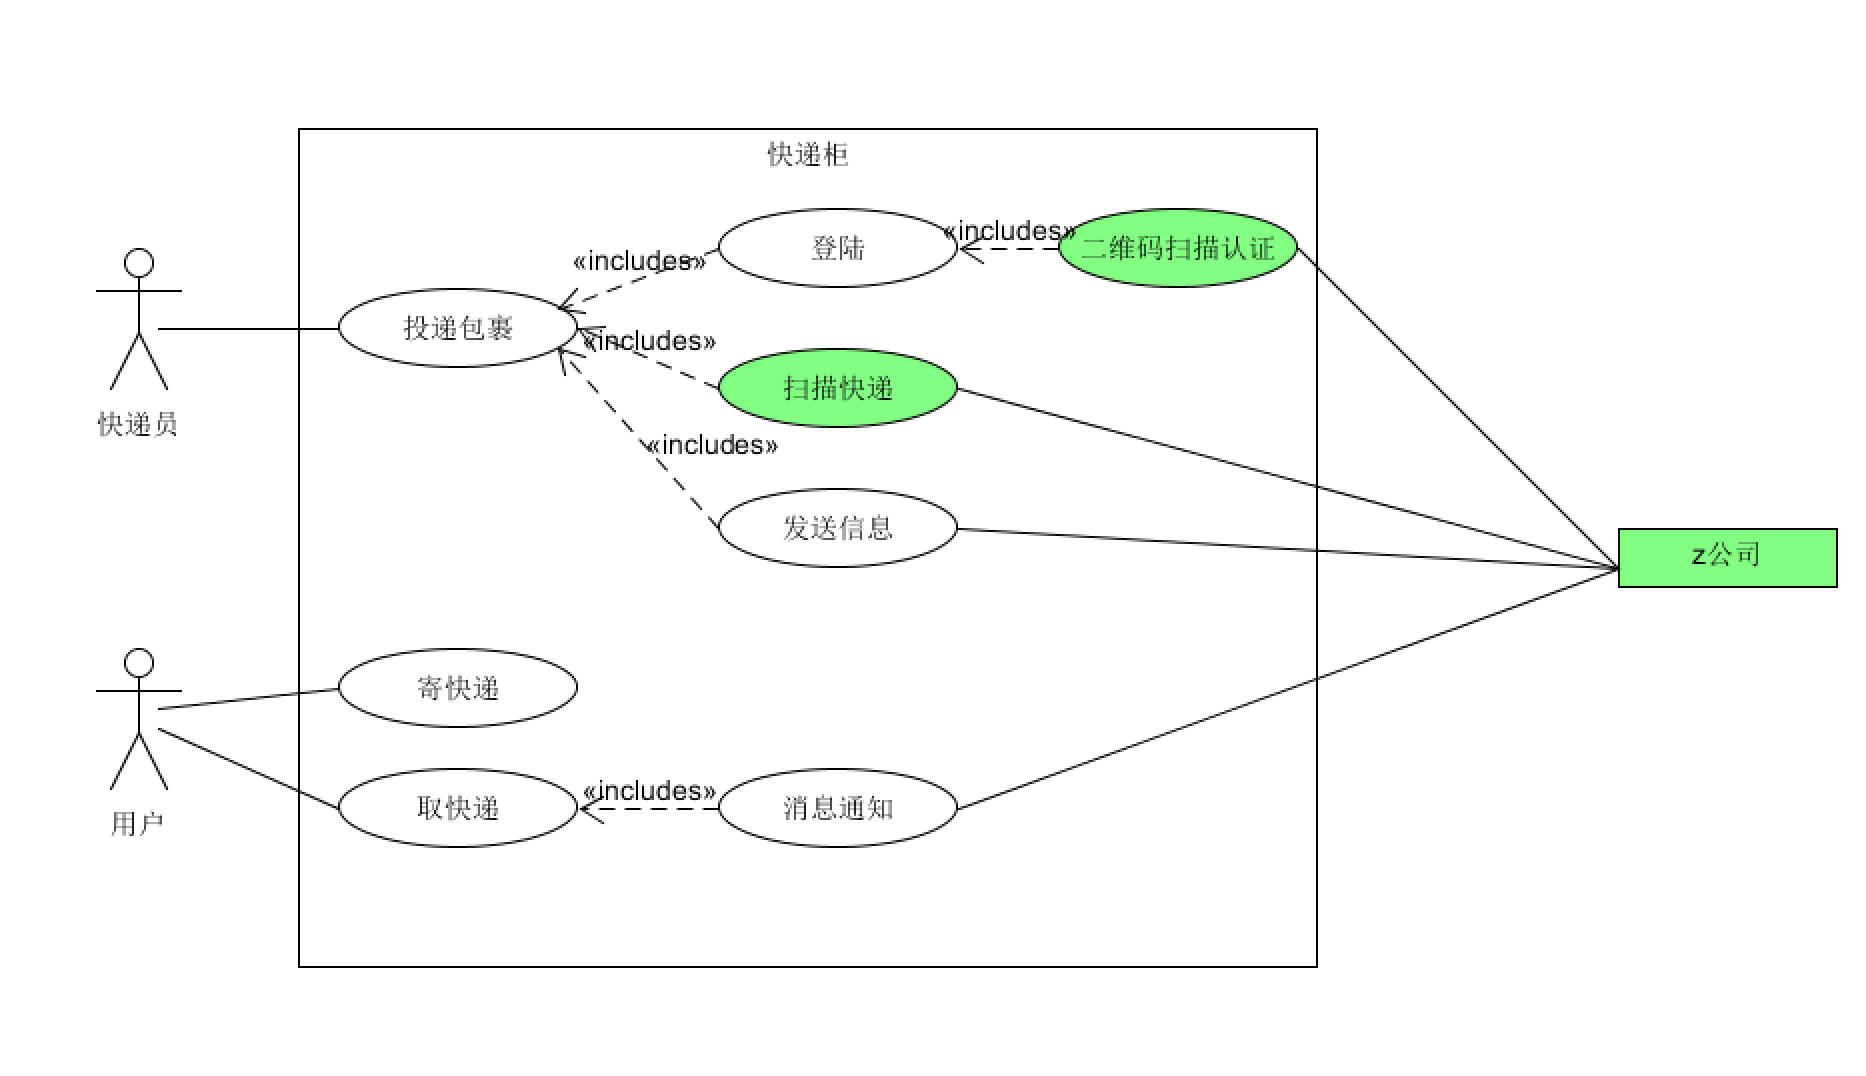 快递柜
登陆
«includes»
二维码扫描认证
«includes»
投递包裹
«includes»
扫描快递
快递员
«includes»
发送信息
z公司
寄快递
用户
取快递
«includes»
消息通知